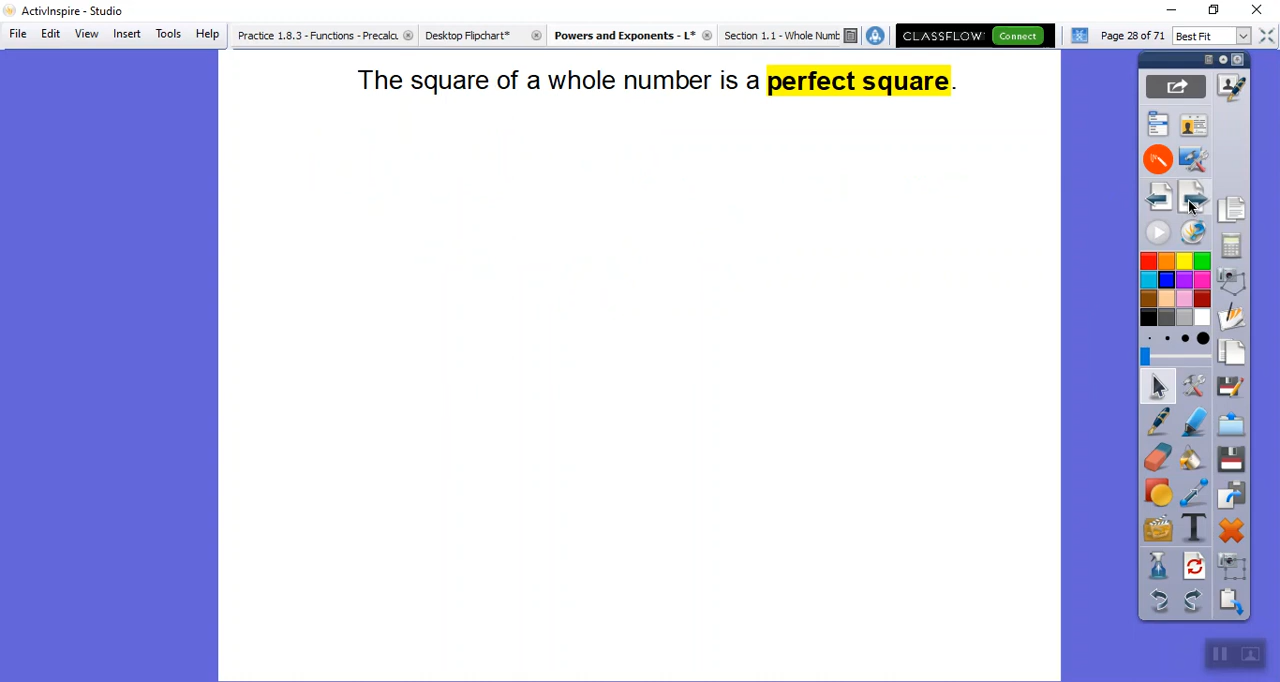 ActivInspire - Studio
File Edit View Insert Tools Help
Practice 1.8.3 - Functions - Precalcu
Desktop Flipchart*
Powers and Exponents - L*
Section 1.1 - Whole Numb
CLASSFLOW Connect
Page 28 of 71
Best Fit
The square of a whole number is a perfect square.
T